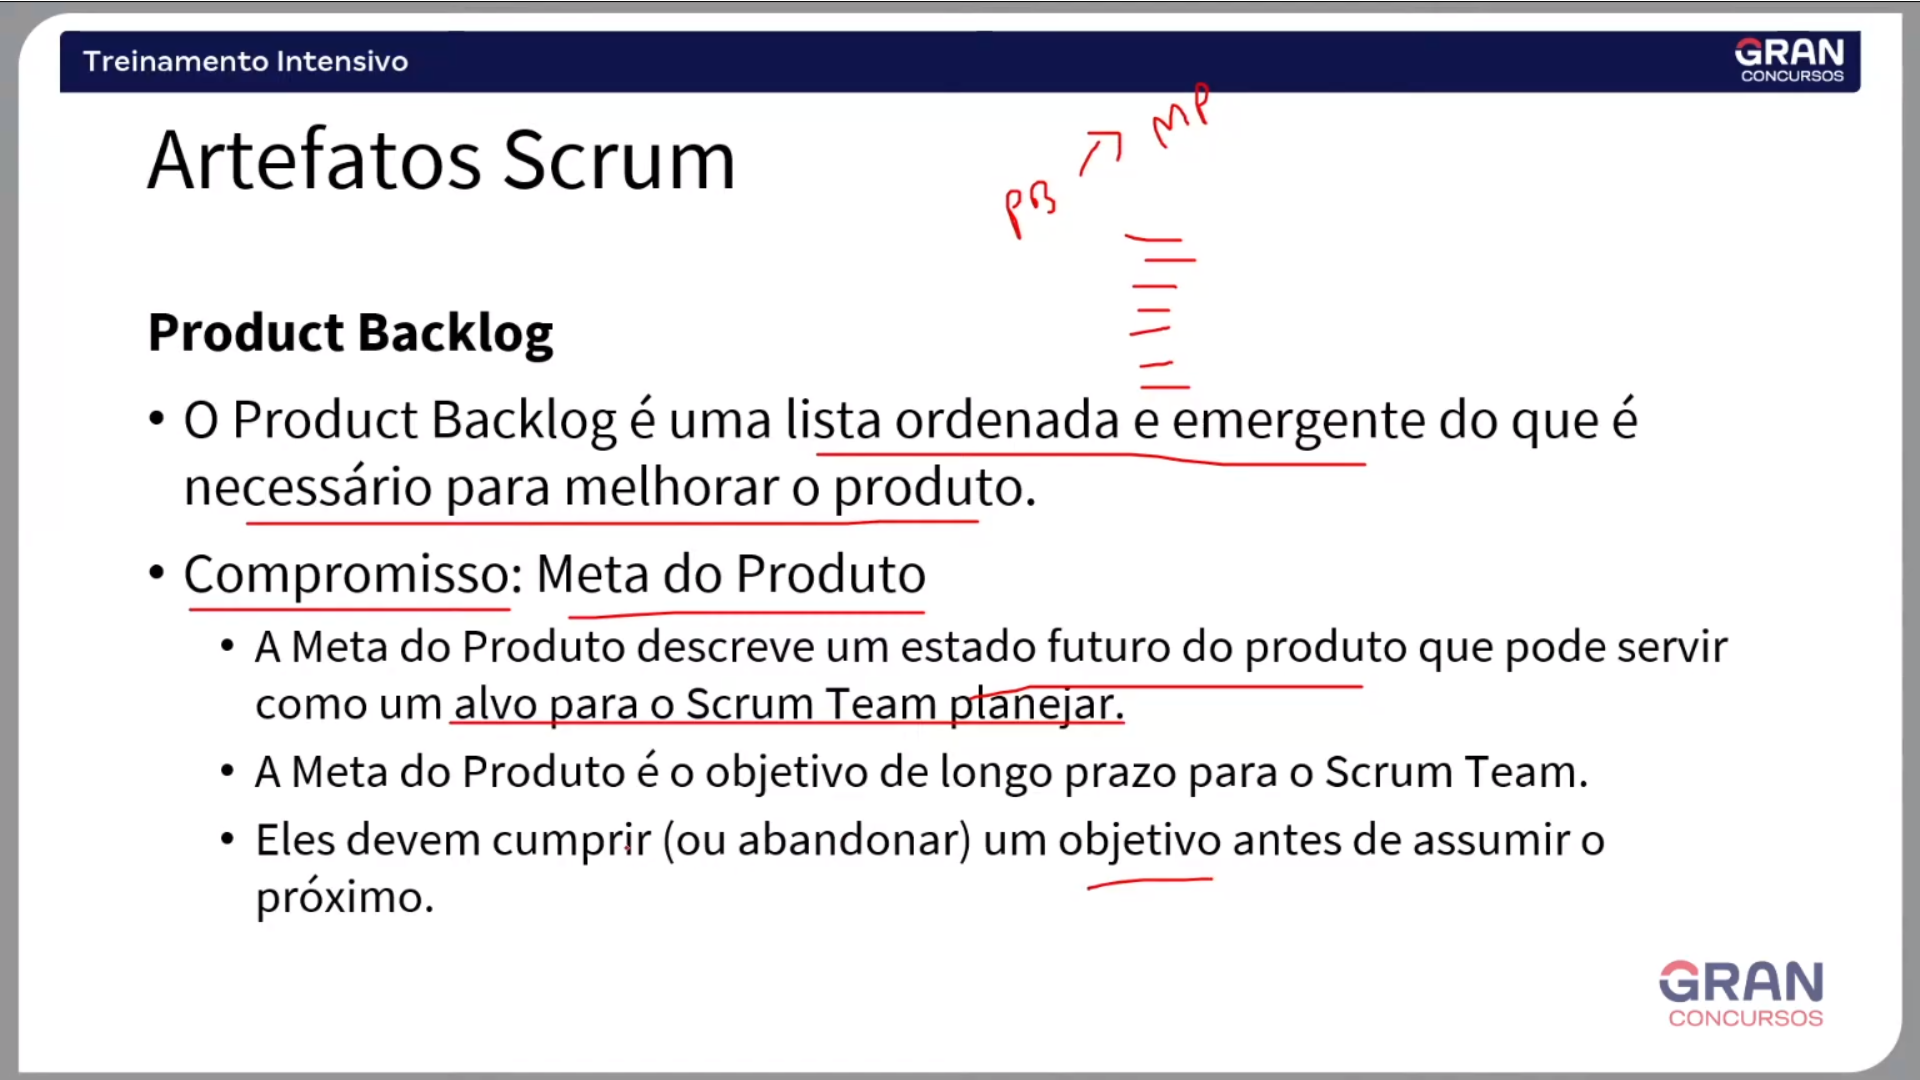 Treinamento Intensivo
GRAN
CONCURSOS
Artefatos Scrum
MP
PB
Product Backlog
• O Product Backlog é uma lista ordenada e emergente do que é
necessário para melhorar o produto.
• Compromisso: Meta do Produto
• A Meta do Produto descreve um estado futuro do produto que pode servir
como um alvo para o Scrum Team planejar.
• A Meta do Produto é o objetivo de longo prazo para o Scrum Team.
• Eles devem cumprir (ou abandonar) um objetivo antes de assumir o
próximo.
GRAN
CONCURSOS